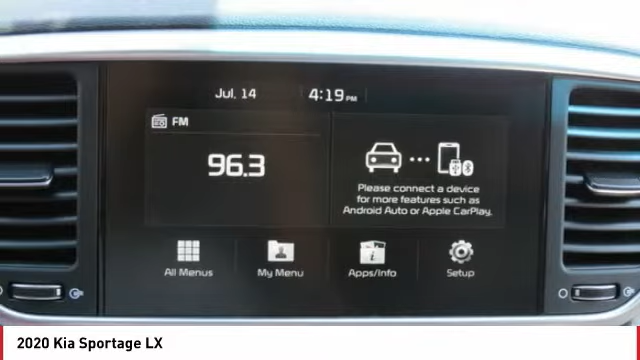 Jul. 14
4:19 PM
FM
96.3
Please connect a device
for more features such as
Android Auto or Apple CarPlay.
All Menus
My Menu
Apps/Info
Setup
2020 Kia Sportage LX